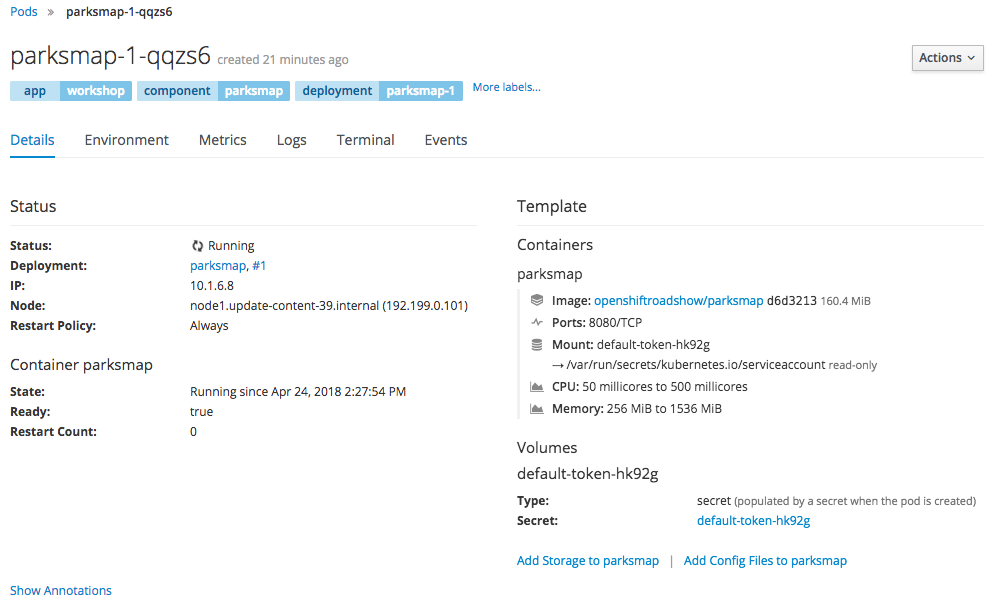 Pods » parksmap-1-qqzs6
parksmap-1-qqzs6 created 21 minutes ago
Actions
app workshop component parksmap deployment parksmap-1 More labels...
Details Environment Metrics Logs Terminal Events
Status
Status: Running
Deployment: parksmap, #1
IP: 10.1.6.8
Node: node1.update-content-39.internal (192.199.0.101)
Restart Policy: Always
Container parksmap
State: Running since Apr 24, 2018 2:27:54 PM
Ready: true
Restart Count: 0
Show Annotations
Template
Containers
parksmap
Image: openshiftroadshow/parksmap d6d3213 160.4 MiB
Ports: 8080/TCP
Mount: default-token-hk92g
→ /var/run/secrets/kubernetes.io/serviceaccount read-only
CPU: 50 millicores to 500 millicores
Memory: 256 MiB to 1536 MiB
Volumes
default-token-hk92g
Type: secret (populated by a secret when the pod is created)
Secret: default-token-hk92g
Add Storage to parksmap | Add Config Files to parksmap